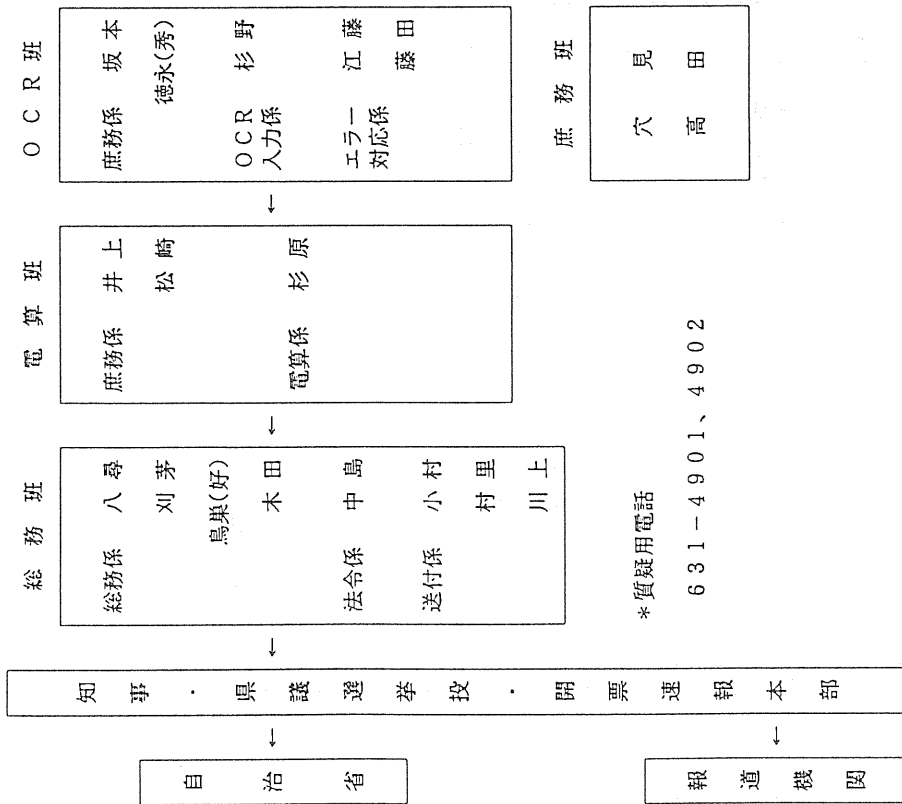 自治省
報道機関
↓
↓
知事・県議選挙投・開票速報本部
↓
総務班
総務係 八尋
刈茅
鳥巣(好)
木田
法令係 中島
送付係 小村
村里
川上
↓
電算班
庶務係 井上
松崎
電算係 杉原
↓
OCR班
庶務係 坂本
徳永(秀)
OCR 杉野
入力係
エラー 江藤
対応係 藤田
庶務班
穴見
高田
*質疑用電話
631-4901、4902